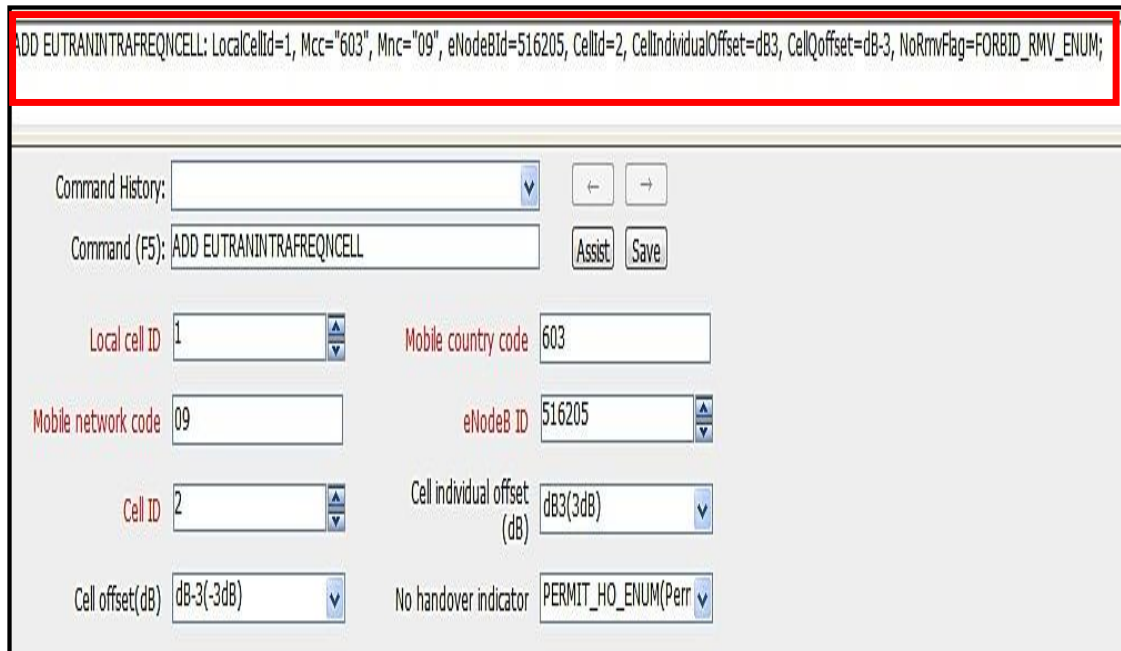 ADD EUTRANINTRAFREQNCELL: LocalCellId=1, Mcc="603", Mnc="09", eNodeBId=516205, CellId=2, CellIndividualOffset=dB3, CellQoffset=dB-3, NoRmvFlag=FORBID_RMV_ENUM;
Command History: ← →
Command (F5): ADD EUTRANINTRAFREQNCELL Assist Save
Local cell ID 1 Mobile country code 603
Mobile network code 09 eNodeB ID 516205
Cell ID 2 Cell individual offset
(dB) dB3(3dB)
Cell offset(dB) dB-3(-3dB) No handover indicator PERMIT_HO_ENUM(Perr